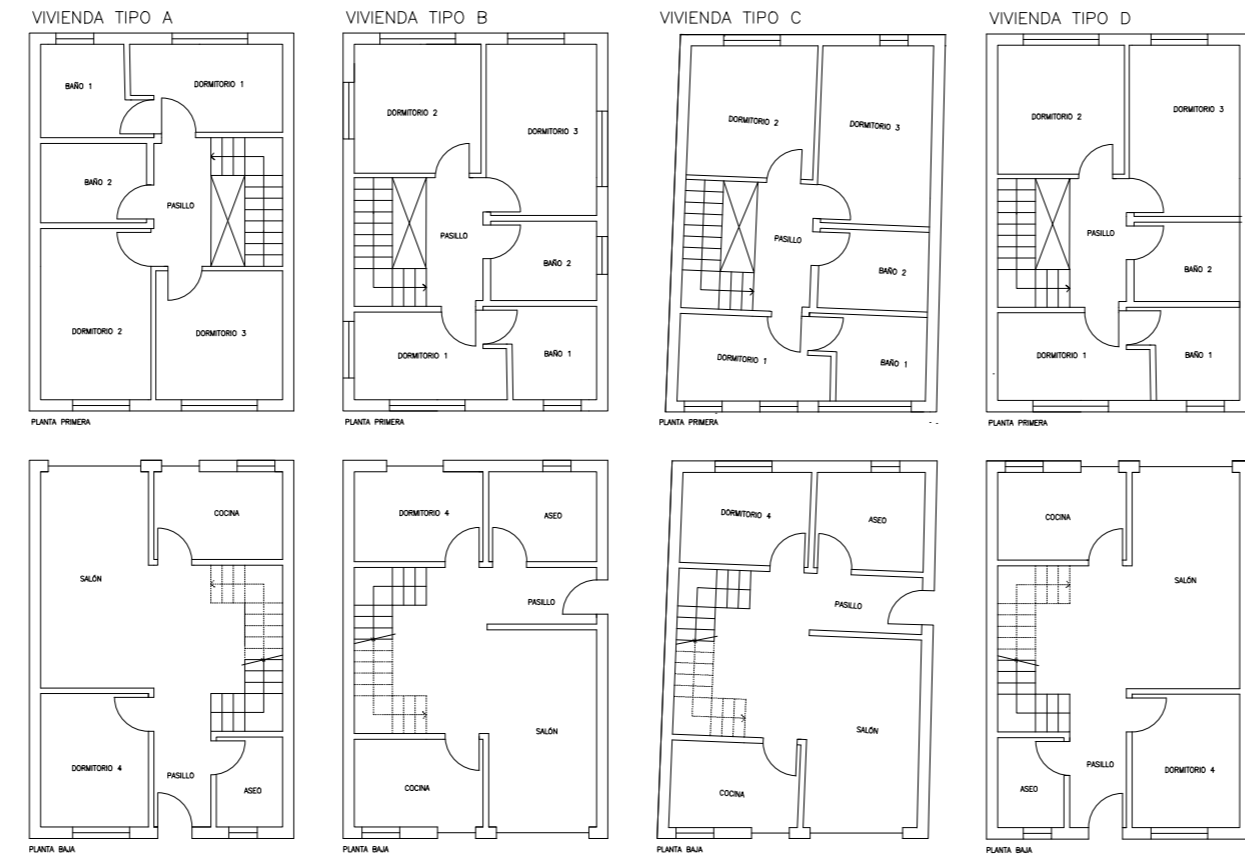 VIVIENDA TIPO A
BAÑO 1
DORMITORIO 1
BAÑO 2
PASILLO
DORMITORIO 2
DORMITORIO 3
PLANTA PRIMERA
SALÓN
COCINA
DORMITORIO 4
PASILLO
ASEO
PLANTA BAJA
VIVIENDA TIPO B
DORMITORIO 2
DORMITORIO 3
PASILLO
BAÑO 2
DORMITORIO 1
BAÑO 1
PLANTA PRIMERA
DORMITORIO 4
ASEO
PASILLO
SALÓN
COCINA
PLANTA BAJA
VIVIENDA TIPO C
DORMITORIO 2
DORMITORIO 3
PASILLO
BAÑO 2
DORMITORIO 1
BAÑO 1
PLANTA PRIMERA
DORMITORIO 4
ASEO
PASILLO
SALÓN
COCINA
PLANTA BAJA
VIVIENDA TIPO D
DORMITORIO 2
DORMITORIO 3
PASILLO
BAÑO 2
DORMITORIO 1
BAÑO 1
PLANTA PRIMERA
COCINA
SALÓN
PASILLO
ASEO
DORMITORIO 4
PLANTA BAJA